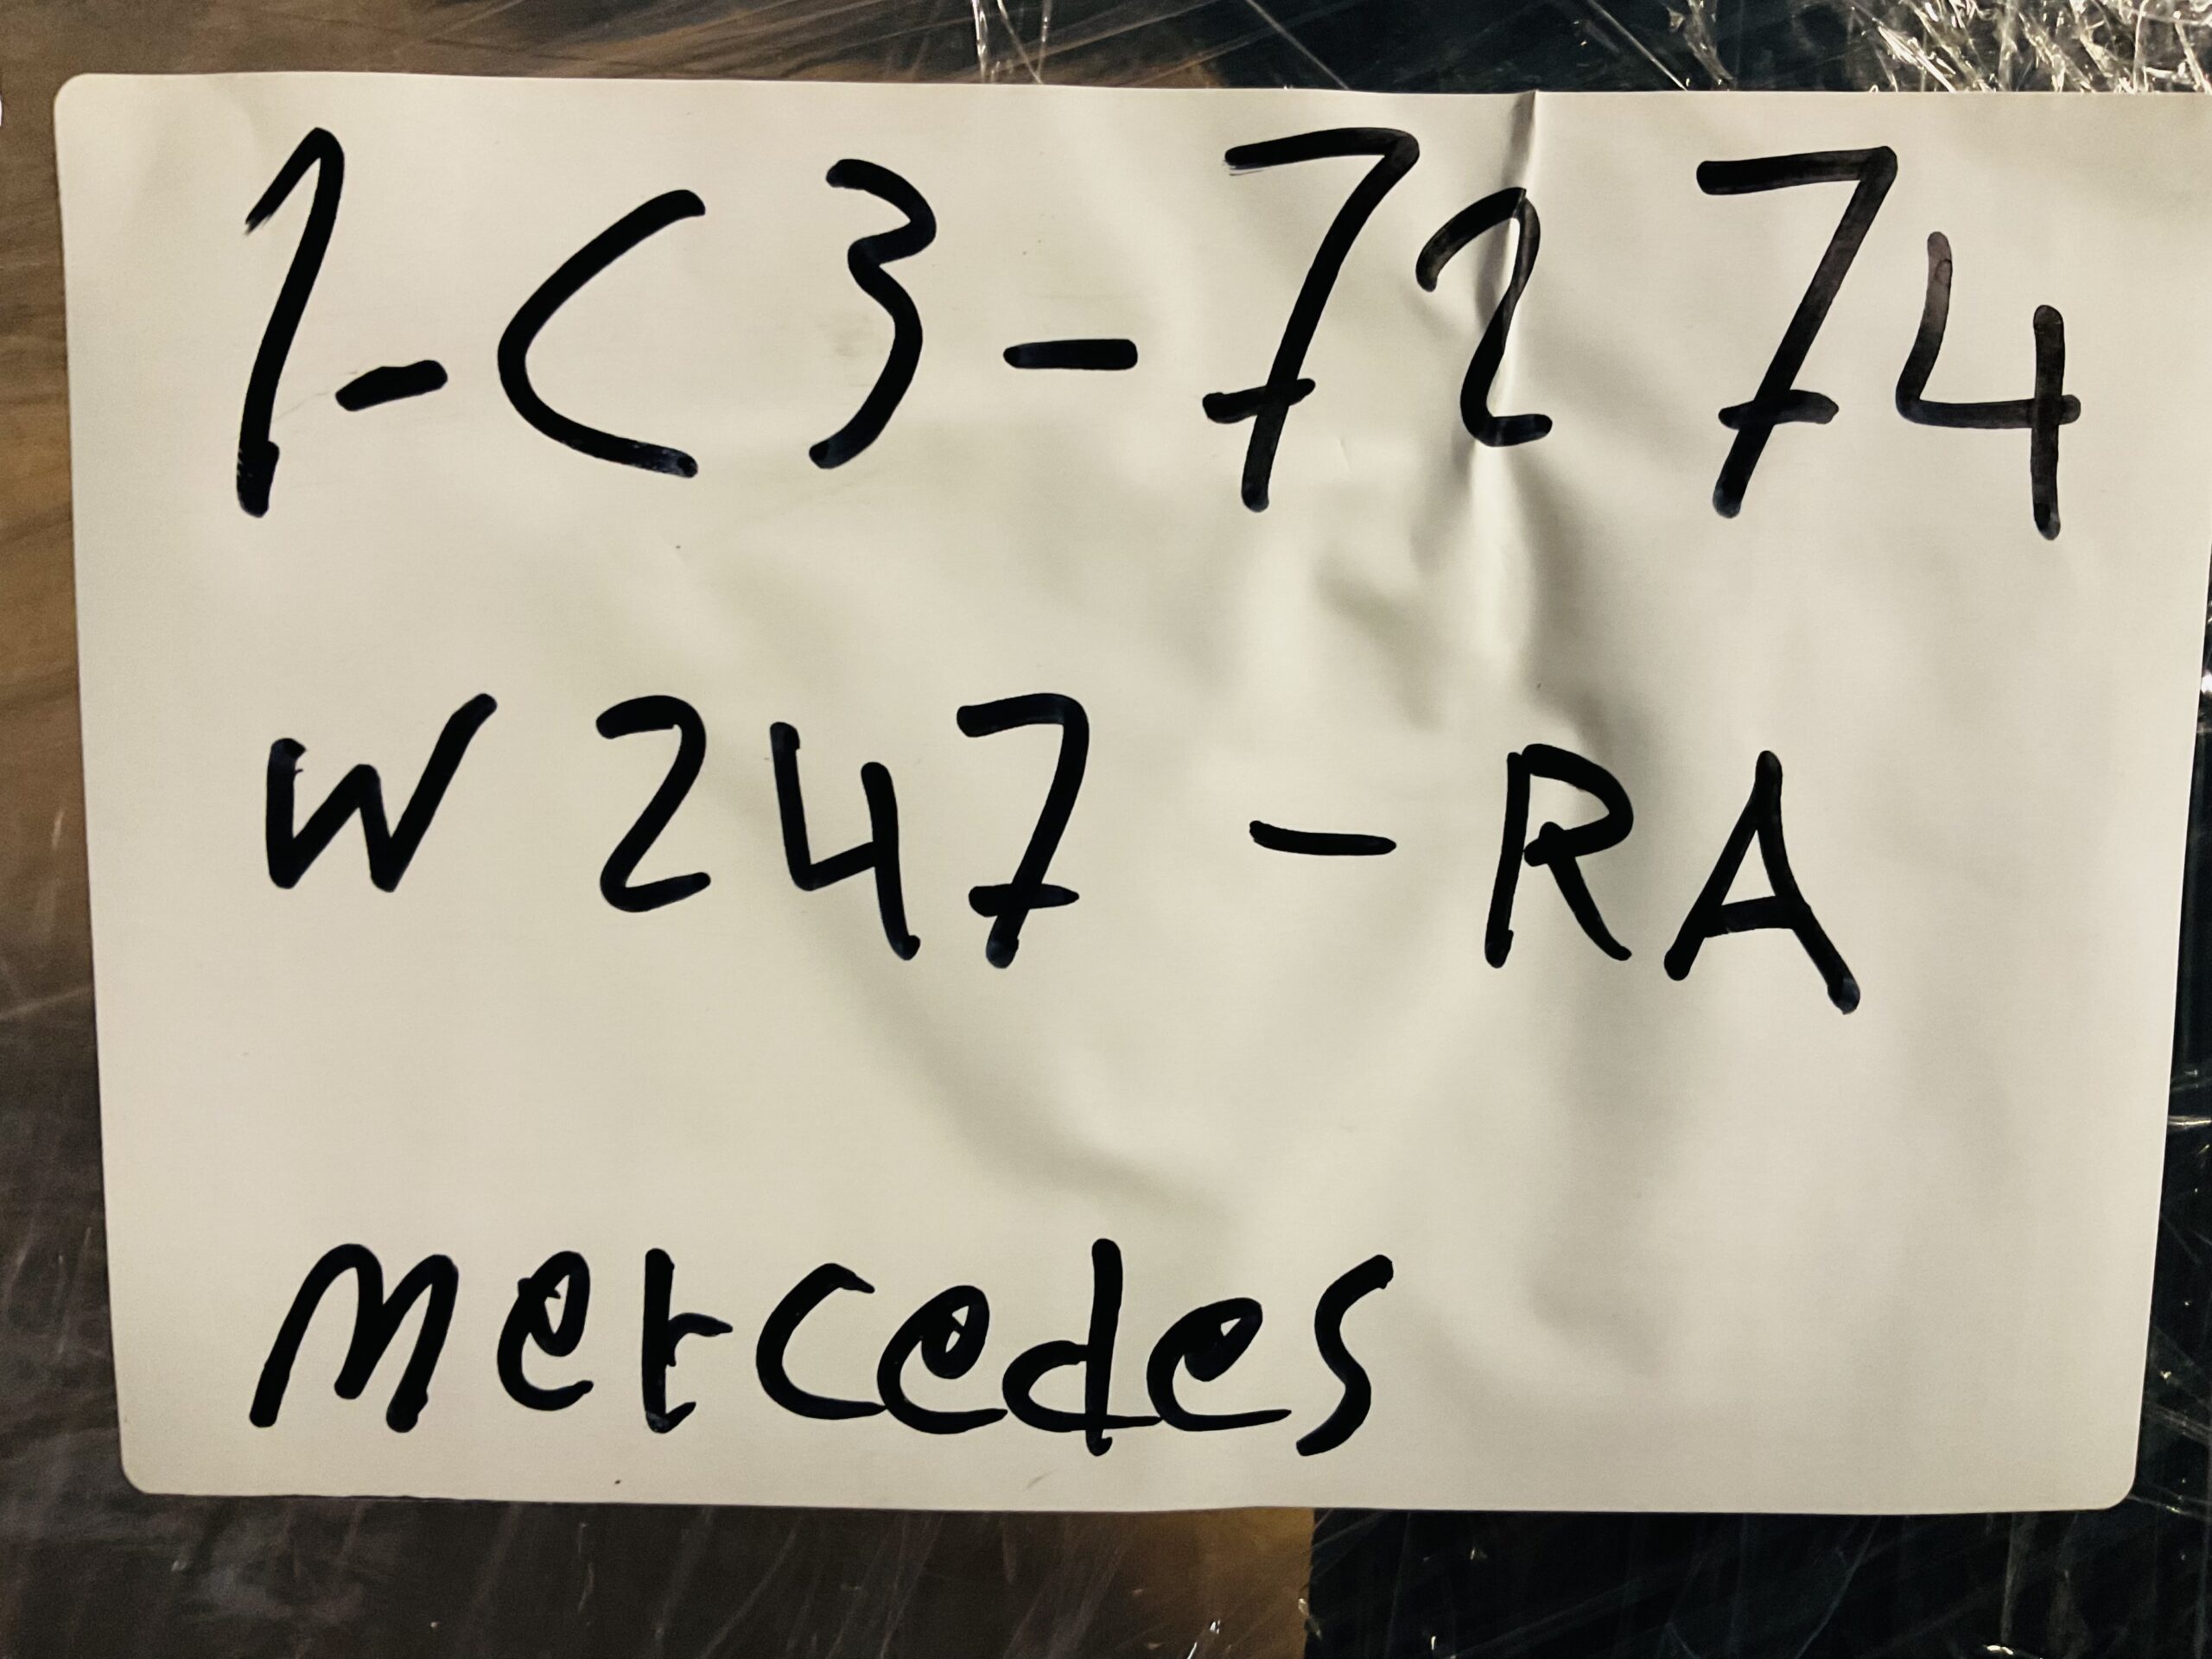 1-C3-7274
W247 - RA
Mercedes